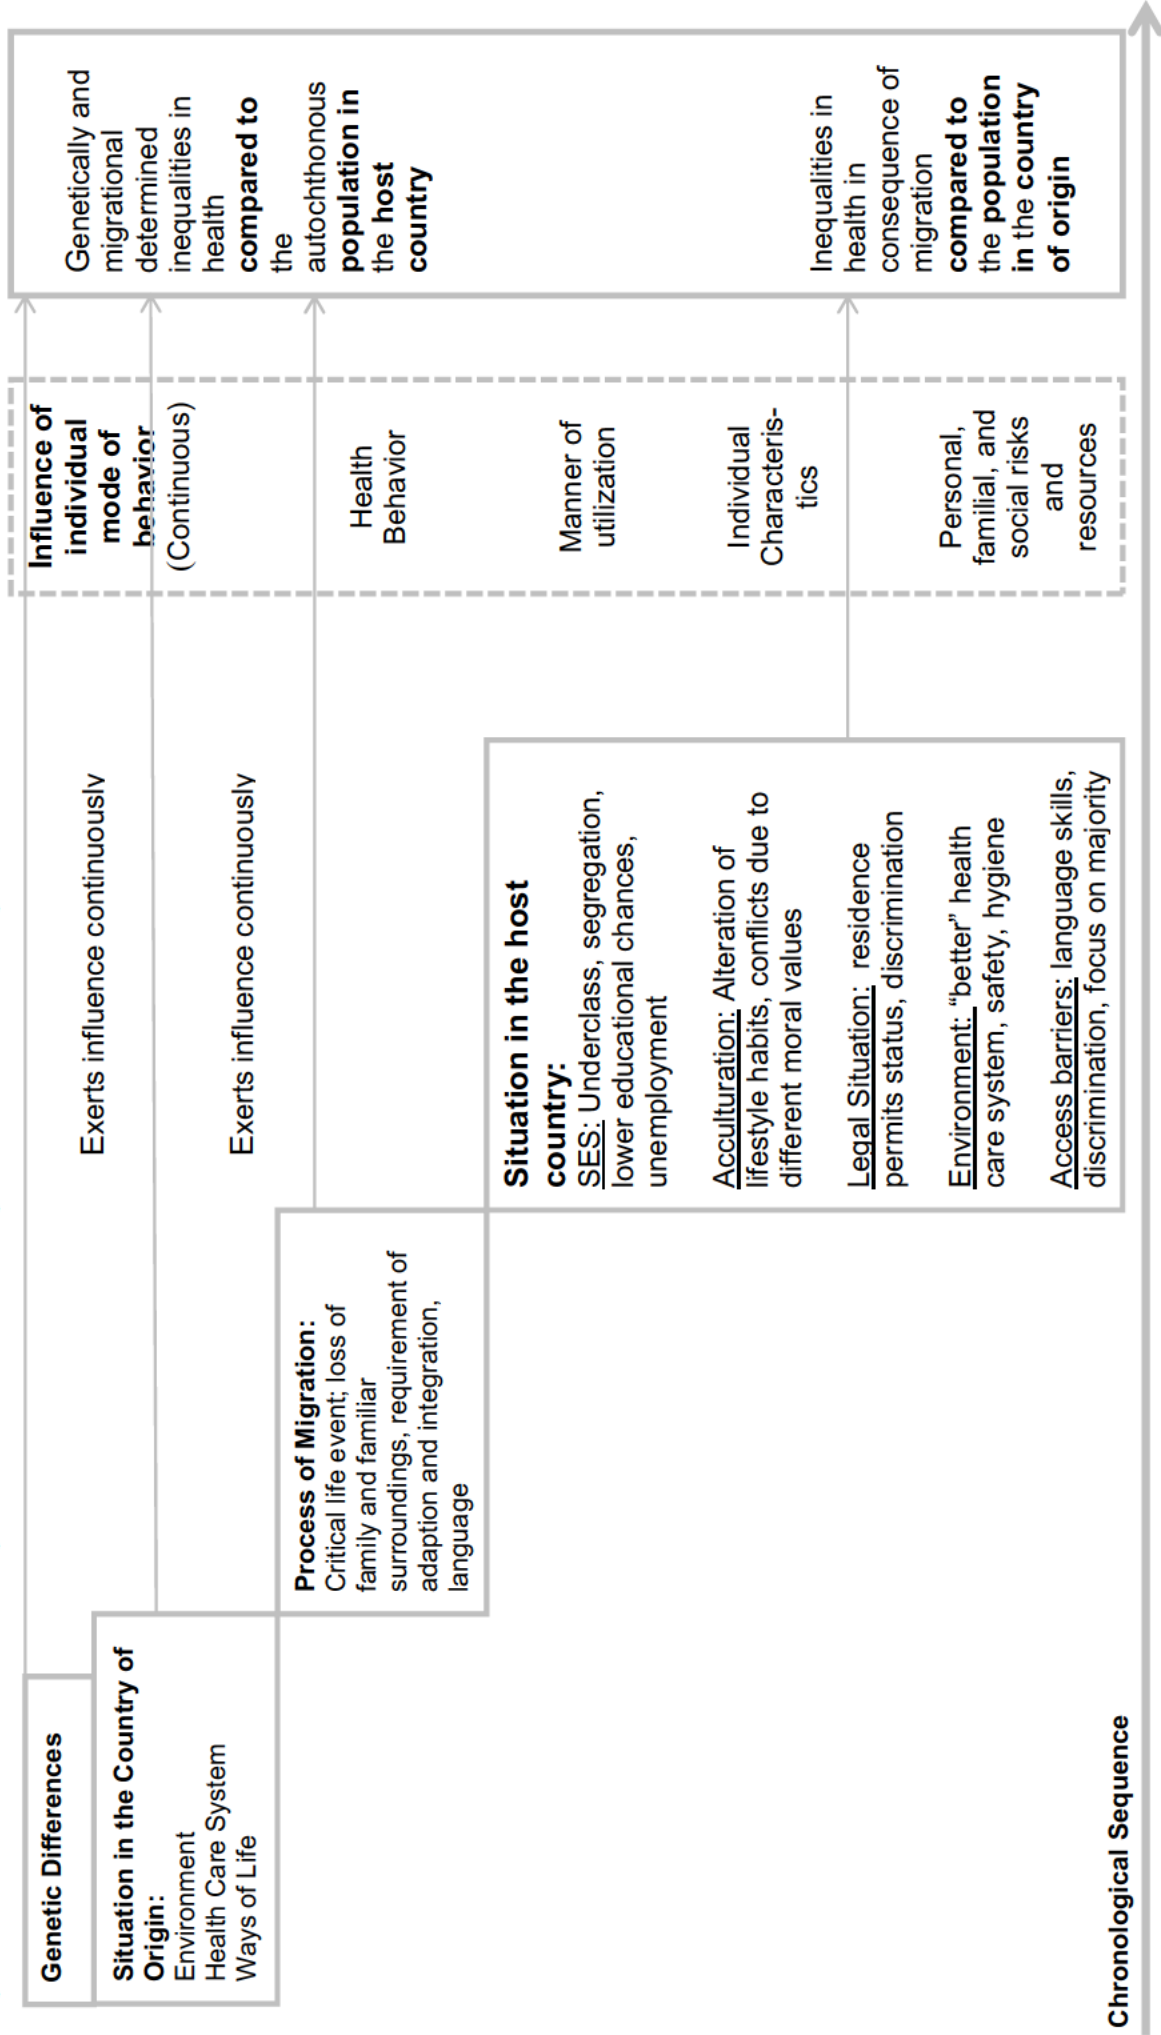 Genetic Differences
Situation in the Country of
Origin:
Environment
Health Care System
Ways of Life
Exerts influence continuously
Exerts influence continuously
Process of Migration:
Critical life event; loss of
family and familiar
surroundings, requirement of
adaption and integration,
language
Situation in the host
country:
SES: Underclass, segregation,
lower educational chances,
unemployment
Acculturation: Alteration of
lifestyle habits, conflicts due to
different moral values
Legal Situation: residence
permits status, discrimination
Environment: “better” health
care system, safety, hygiene
Access barriers: language skills,
discrimination, focus on majority
Influence of
individual
mode of
behavior
(Continuous)
Health
Behavior
Manner of
utilization
Individual
Characteris-
tics
Personal,
familial, and
social risks
and
resources
Genetically and
migrational
determined
inequalities in
health
compared to
the
autochthonous
population in
the host
country
Inequalities in
health in
consequence of
migration
compared to
the population
in the country
of origin
Chronological Sequence